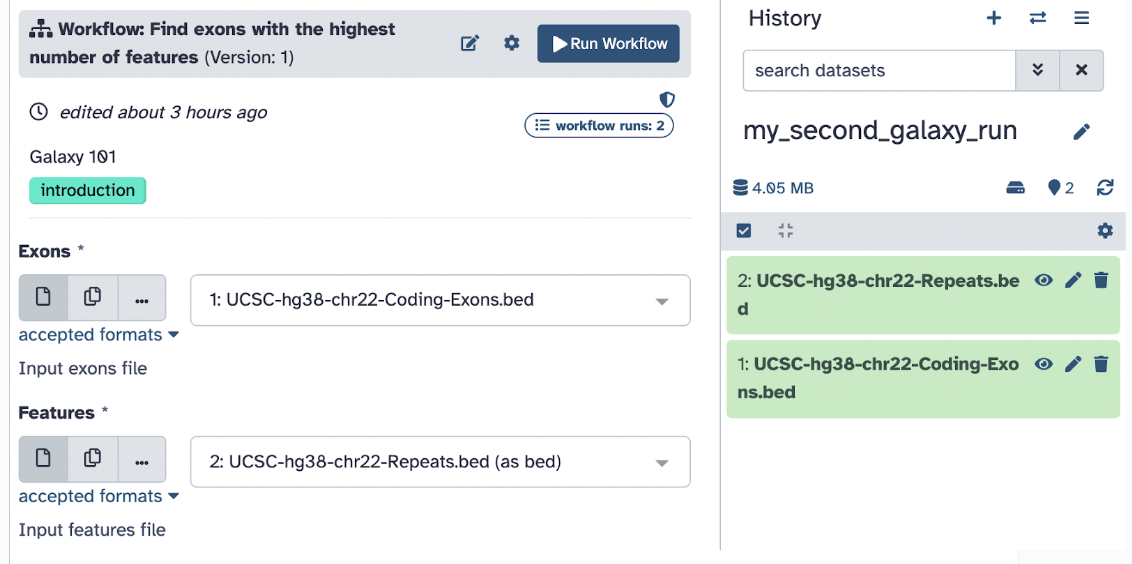 Workflow: Find exons with the highest
number of features (Version: 1)
Run Workflow
edited about 3 hours ago
workflow runs: 2
Galaxy 101
introduction
Exons *
1: UCSC-hg38-chr22-Coding-Exons.bed
accepted formats
Input exons file
Features *
2: UCSC-hg38-chr22-Repeats.bed (as bed)
accepted formats
Input features file
History
search datasets
my_second_galaxy_run
4.05 MB
2
2: UCSC-hg38-chr22-Repeats.be
d
1: UCSC-hg38-chr22-Coding-Exo
ns.bed